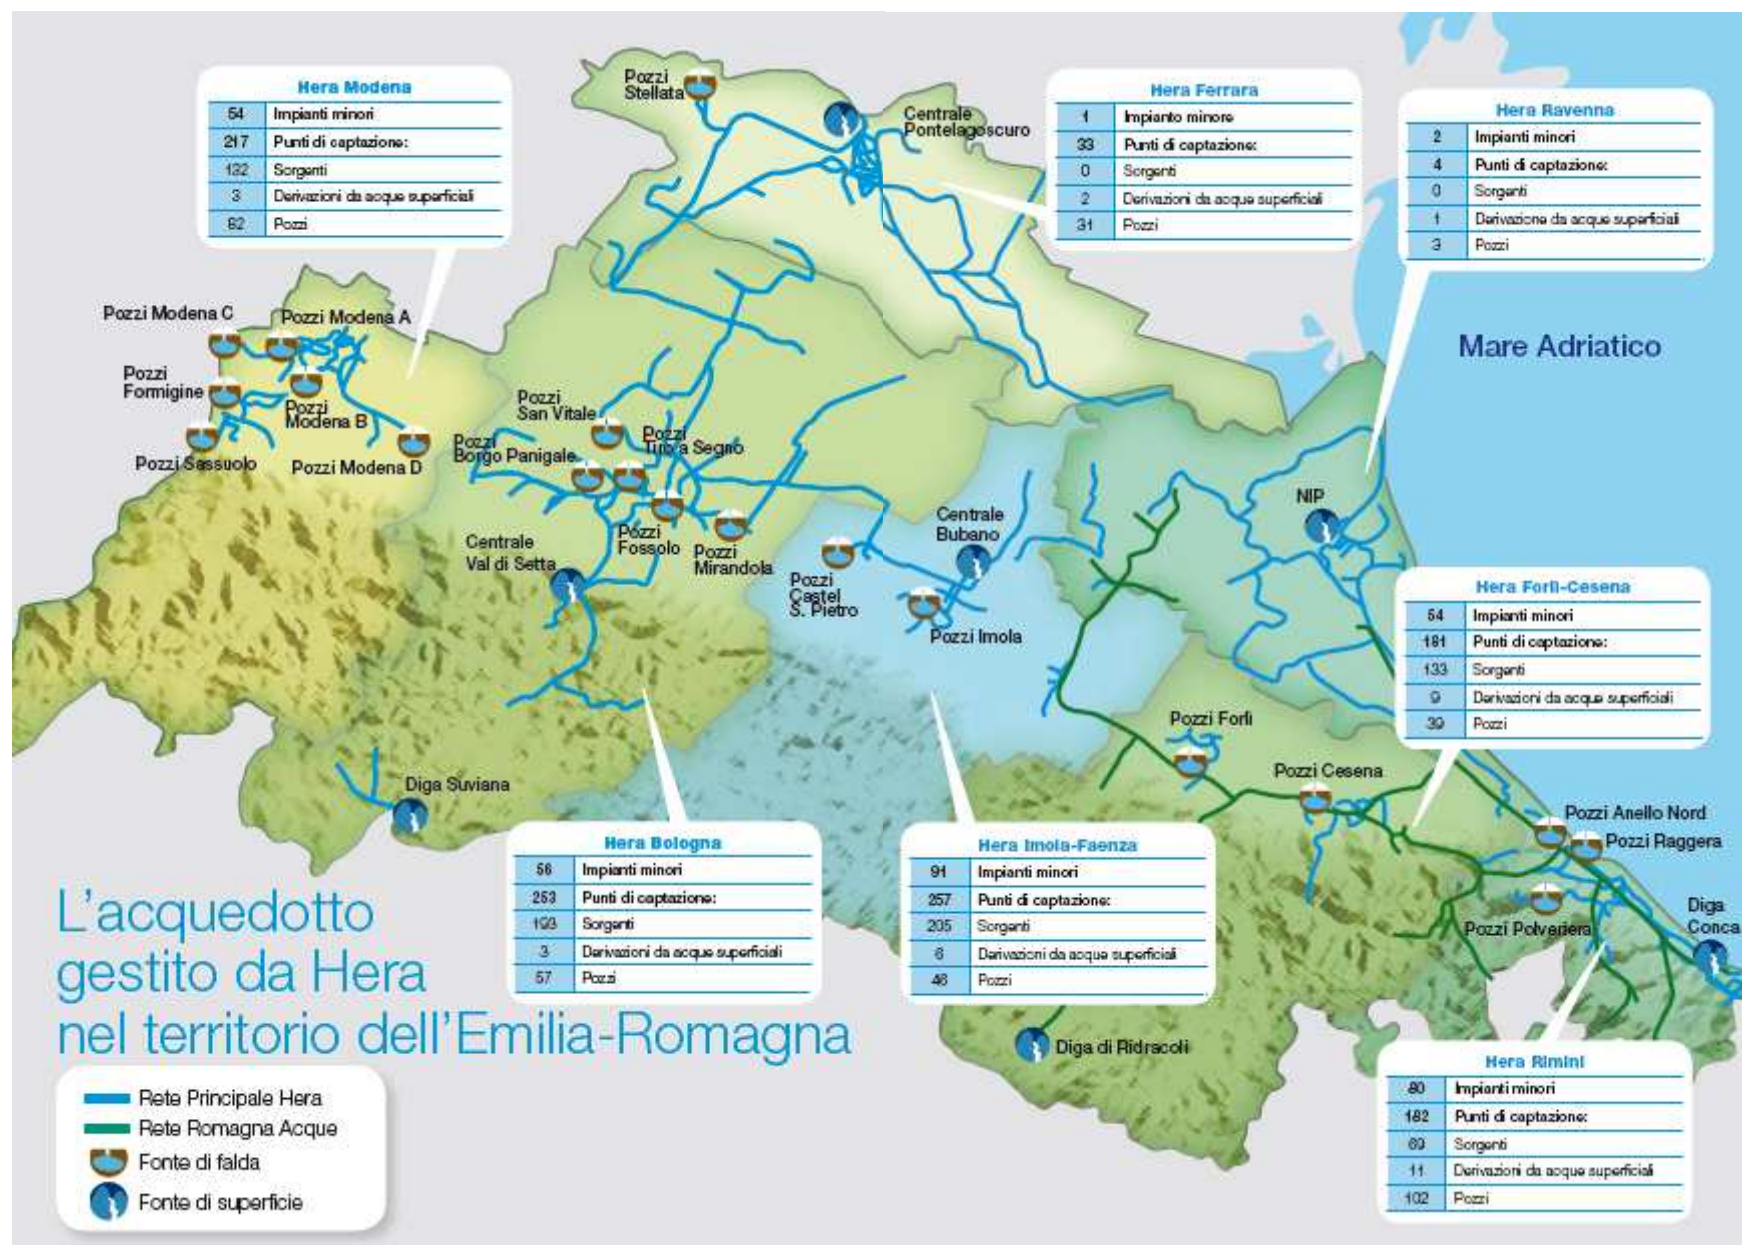 Hera Modena
54 Impianti minori
217 Punti di captazione:
132 Sorgenti
3 Derivazioni da acque superficiali
82 Pozzi
Pozzi
Stellata
Centrale
Pontelagoscuro
Hera Ferrara
1 Impianto minore
33 Punti di captazione:
0 Sorgenti
2 Derivazioni da acque superficiali
31 Pozzi
Hera Ravenna
2 Impianti minori
4 Punti di captazione:
0 Sorgenti
1 Derivazione da acque superficiali
3 Pozzi
Mare Adriatico
Pozzi Modena C
Pozzi Modena A
Pozzi
Formigine
Pozzi
Modena B
Pozzi Sassuolo
Pozzi Modena D
Pozzi
San Vitale
Pozzi
Borgo Panigale
Pozzi
Tiro a Segno
Centrale
Val di Setta
Pozzi
Fossolo
Pozzi
Mirandola
Pozzi
Castel
S. Pietro
Centrale
Bubano
Pozzi Imola
NIP
Hera Forlì-Cesena
54 Impianti minori
181 Punti di captazione:
133 Sorgenti
9 Derivazioni da acque superficiali
39 Pozzi
Pozzi Forlì
Pozzi Cesena
Diga Suviana
Pozzi Anello Nord
Pozzi Raggera
Pozzi Polveriera
Diga
Conca
Hera Bologna
56 Impianti minori
253 Punti di captazione:
193 Sorgenti
3 Derivazioni da acque superficiali
57 Pozzi
Hera Imola-Faenza
91 Impianti minori
257 Punti di captazione:
205 Sorgenti
6 Derivazioni da acque superficiali
46 Pozzi
Diga di Ridracoli
Hera Rimini
80 Impianti minori
182 Punti di captazione:
69 Sorgenti
11 Derivazioni da acque superficiali
102 Pozzi
L'acquedotto
gestito da Hera
nel territorio dell'Emilia-Romagna
Rete Principale Hera
Rete Romagna Acque
Fonte di falda
Fonte di superficie